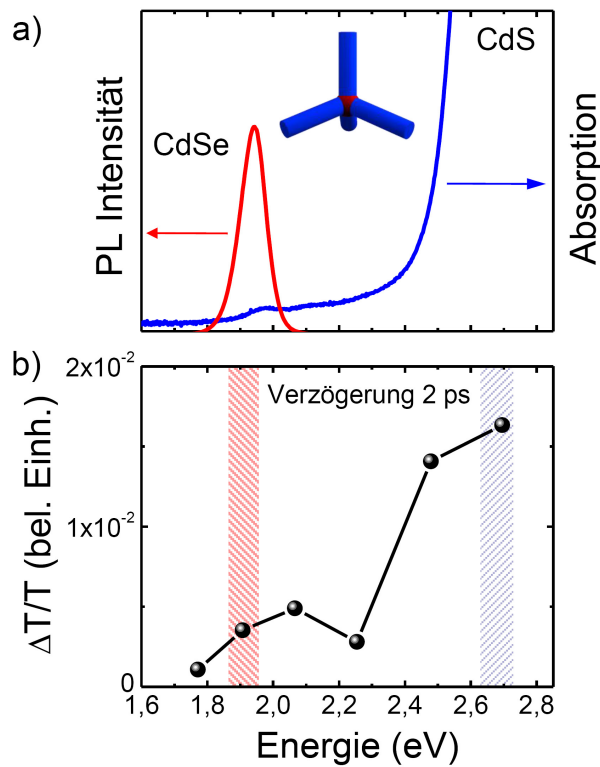 a)
CdS
CdSe
PL Intensität
Absorption
b)
2x10⁻²
Verzögerung 2 ps
1x10⁻²
0
ΔT/T (bel. Einh.)
1,6 1,8 2,0 2,2 2,4 2,6 2,8
Energie (eV)